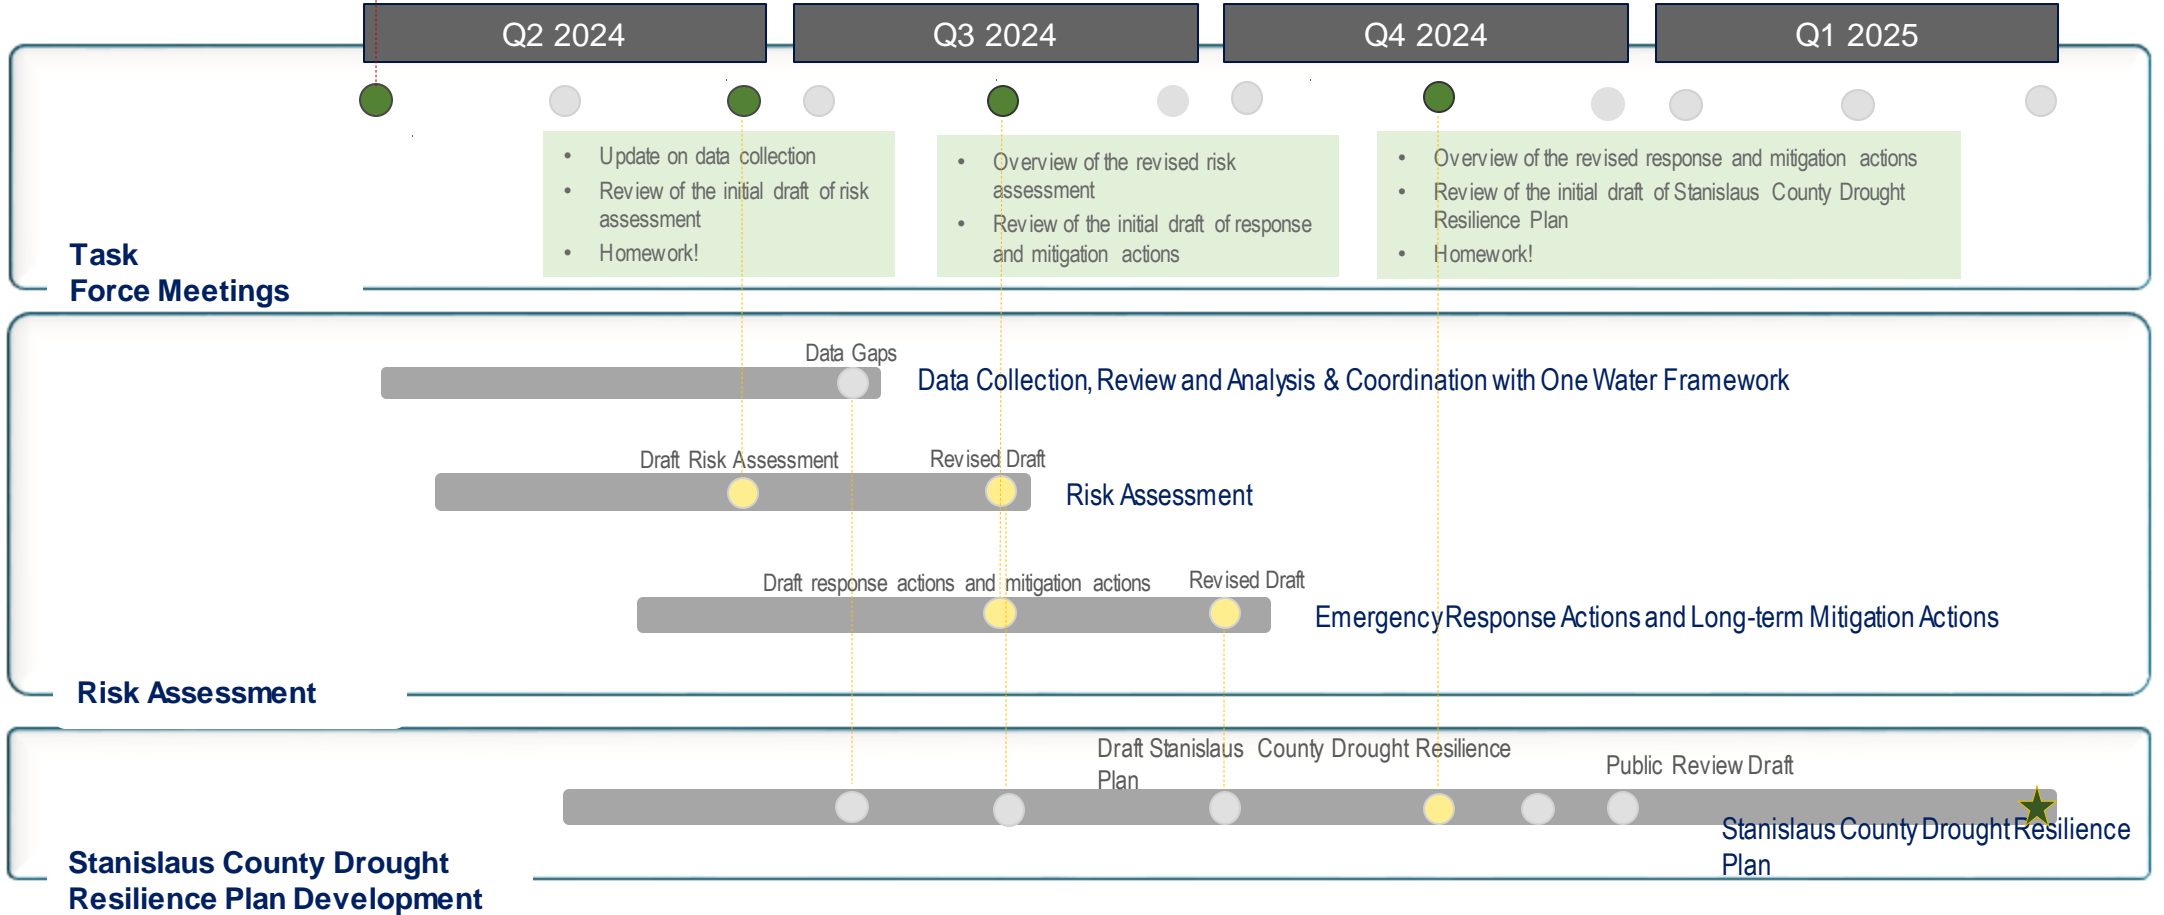 Q2 2024
Q3 2024
Q4 2024
Q1 2025
• Update on data collection
• Review of the initial draft of risk
assessment
• Homework!
• Overview of the revised risk
assessment
• Review of the initial draft of response
and mitigation actions
• Overview of the revised response and mitigation actions
• Review of the initial draft of Stanislaus County Drought
Resilience Plan
• Homework!
Task
Force Meetings
Data Gaps
Data Collection, Review and Analysis & Coordination with One Water Framework
Draft Risk Assessment
Revised Draft
Risk Assessment
Draft response actions and mitigation actions
Revised Draft
Emergency Response Actions and Long-term Mitigation Actions
Risk Assessment
Draft Stanislaus County Drought Resilience
Plan
Public Review Draft
Stanislaus County Drought Resilience
Plan
Stanislaus County Drought
Resilience Plan Development